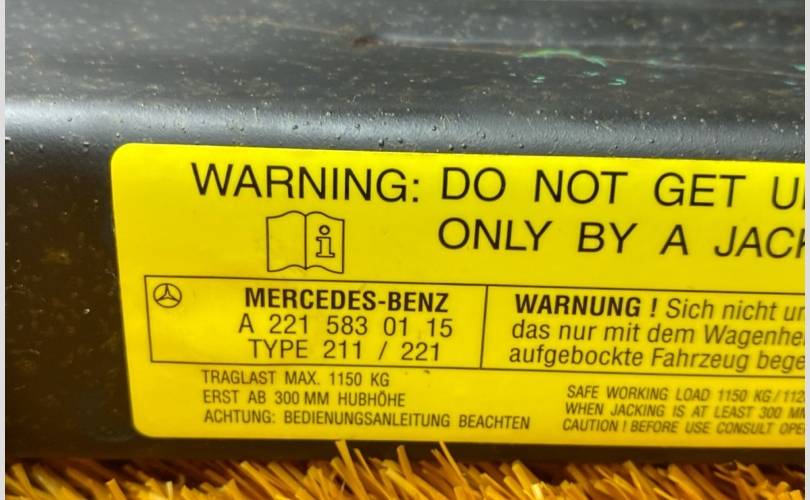 WARNING: DO NOT GET
ONLY BY A
MERCEDES-BENZ
A 221 583 01 15
TYPE 211 / 221
WARNUNG ! Sich nicht
das nur mit dem
aufgebockte Fahrzeug
TRAGLAST MAX. 1150 KG
ERST AB 300 MM HUBHÖHE
ACHTUNG: BEDIENUNGSANLEITUNG BEACHTEN
SAFE WORKING LOAD 1150 KG/
WHEN JACKING IS AT LEAST 300
CAUTION ! BEFORE USE CONSULT